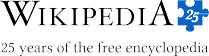 WIKIPEDIA 25
25 years of the free encyclopedia